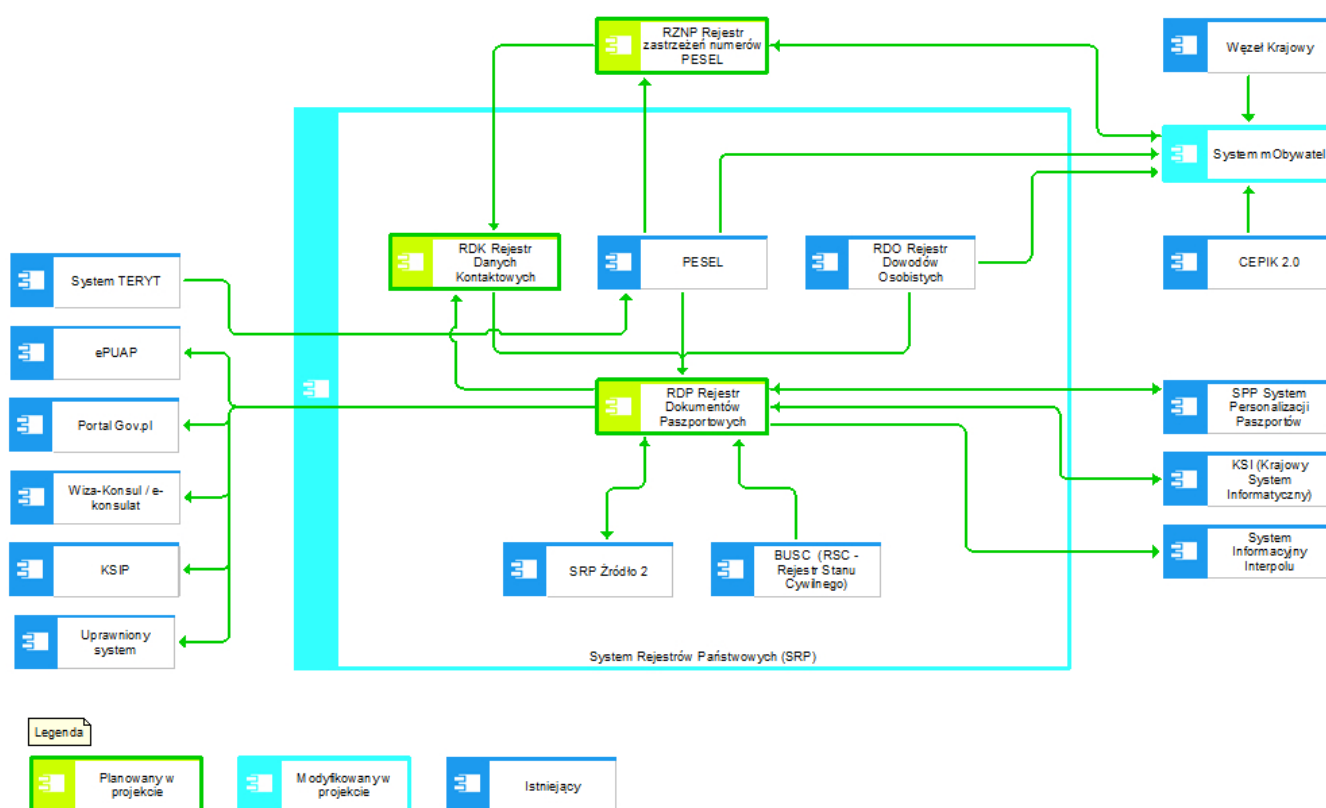 RZNP Rejestr
zastrzeżeń numerów
PESEL
Węzeł Krajowy
System mObywatel
RDK Rejestr
Danych
Kontaktowych
PESEL
RDO Rejestr
Dowodów
Osobistych
CEPIK 2.0
System TERYT
ePUAP
Portal Gov.pl
Wiza-Konsul / e-
konsulat
KSIP
Uprawniony
system
RDP Rejestr
Dokumentów
Paszportowych
SPP System
Personalizacji
Paszportów
KSI (Krajowy
System
Informatyczny)
System
Informacyjny
Interpolu
SRP Źródło 2
BUSC (RSC -
Rejestr Stanu
Cywilnego)
System Rejestrów Państwowych (SRP)
Legenda
Planowany w
projekcie
Modyfikowany w
projekcie
Istniejący